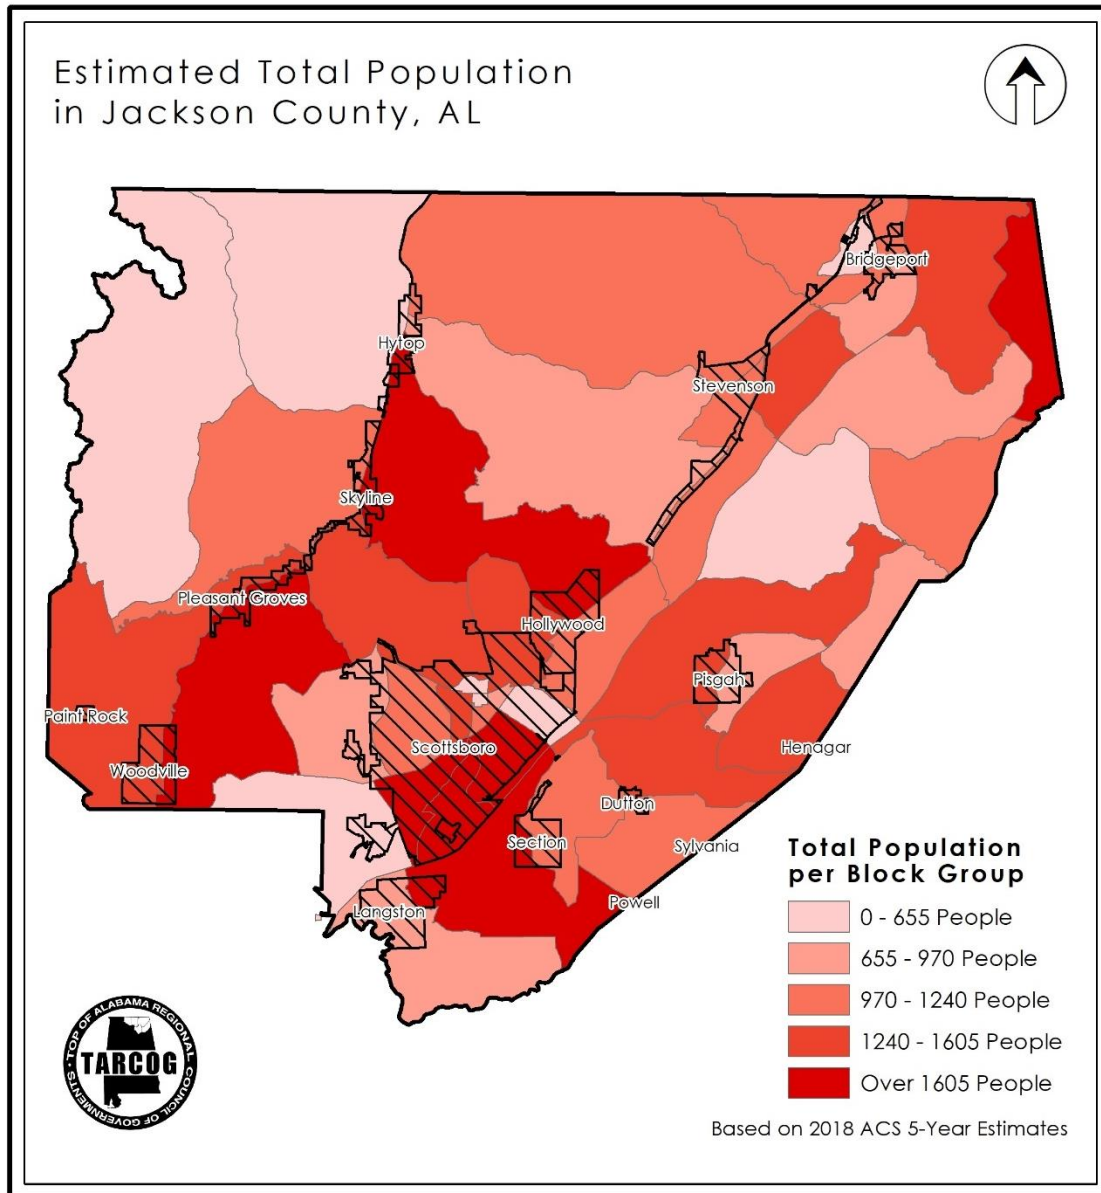 Estimated Total Population
in Jackson County, AL
Bridgeport
Hytop
Stevenson
Skyline
Pleasant Groves
Hollywood
Pisgah
Paint Rock
Scottsboro
Henagar
Woodville
Dutton
Section
Sylvania
Powell
Langston
Total Population
per Block Group
0 - 655 People
655 - 970 People
970 - 1240 People
1240 - 1605 People
Over 1605 People
Based on 2018 ACS 5-Year Estimates
TOP OF ALABAMA REGIONAL COUNCIL OF GOVERNMENTS
TARCOG